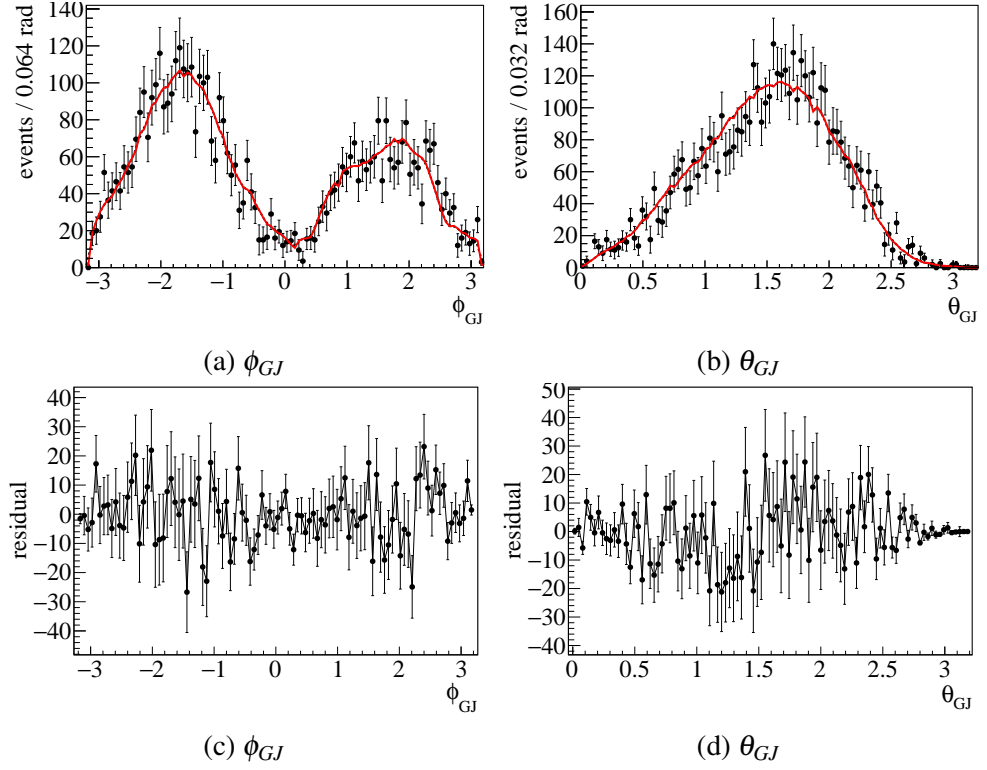 events / 0.064 rad
140
120
100
80
60
40
20
0
−3 −2 −1 0 1 2 3
ϕGJ
events / 0.032 rad
160
140
120
100
80
60
40
20
0
0 0.5 1 1.5 2 2.5 3
θGJ
(a) ϕGJ
(b) θGJ
residual
40
30
20
10
0
−10
−20
−30
−40
−3 −2 −1 0 1 2 3
ϕGJ
residual
50
40
30
20
10
0
−10
−20
−30
−40
0 0.5 1 1.5 2 2.5 3
θGJ
(c) ϕGJ
(d) θGJ